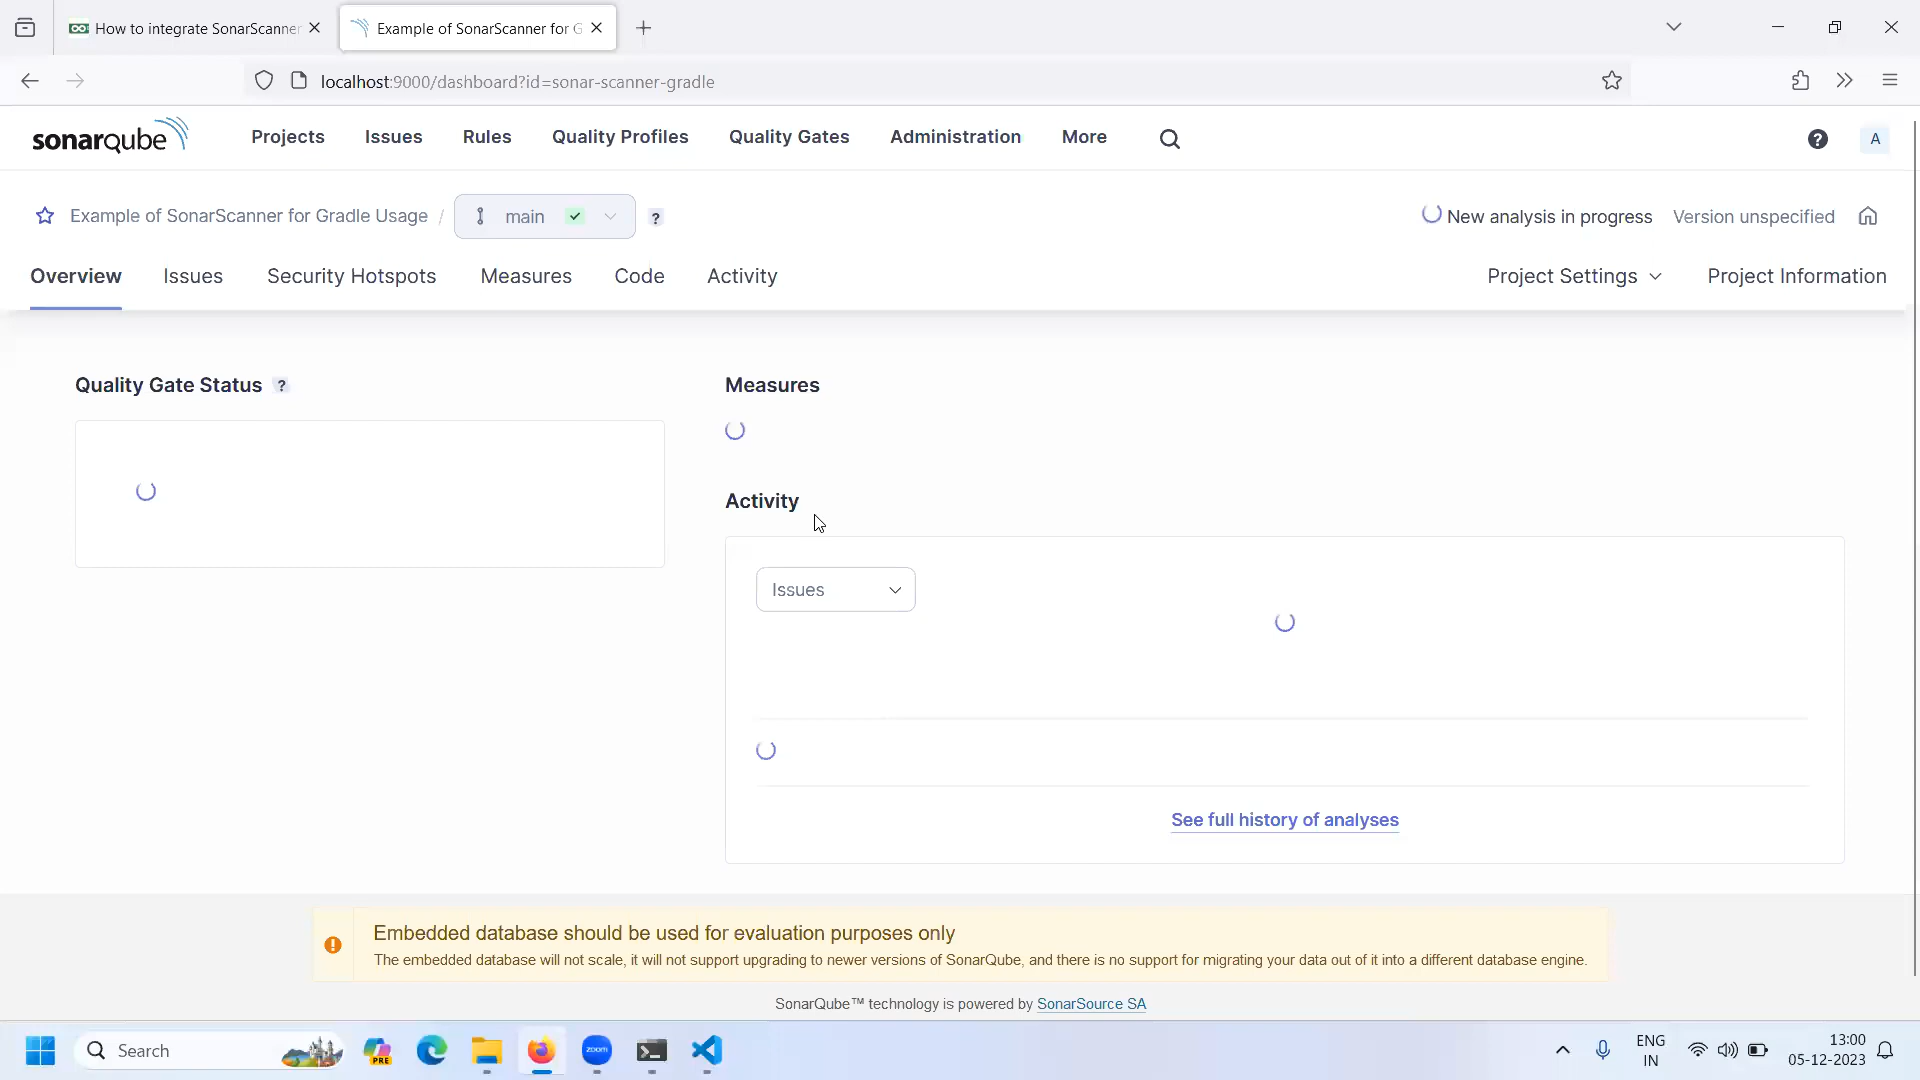 How to integrate SonarScanner
Example of SonarScanner for G
localhost:9000/dashboard?id=sonar-scanner-gradle
sonarqube
Projects
Issues
Rules
Quality Profiles
Quality Gates
Administration
More
?
A
Example of SonarScanner for Gradle Usage /
main
?
New analysis in progress
Version unspecified
Overview
Issues
Security Hotspots
Measures
Code
Activity
Project Settings
Project Information
Quality Gate Status ?
Measures
Activity
Issues
See full history of analyses
Embedded database should be used for evaluation purposes only
The embedded database will not scale, it will not support upgrading to newer versions of SonarQube, and there is no support for migrating your data out of it into a different database engine.
SonarQube™ technology is powered by SonarSource SA
Search
PRE
zoom
ENG
IN
13:00
05-12-2023